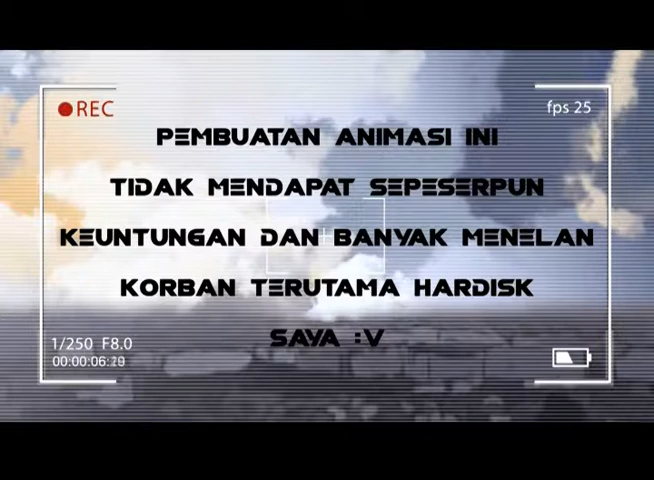 REC
fps 25
PEMBUATAN ANIMASI INI
TIDAK MENDAPAT SEPESERPUN
KEUNTUNGAN DAN BANYAK MENELAN
KORBAN TERUTAMA HARDISK
SAYA :V
1/250 F8.0
00:00:06:29